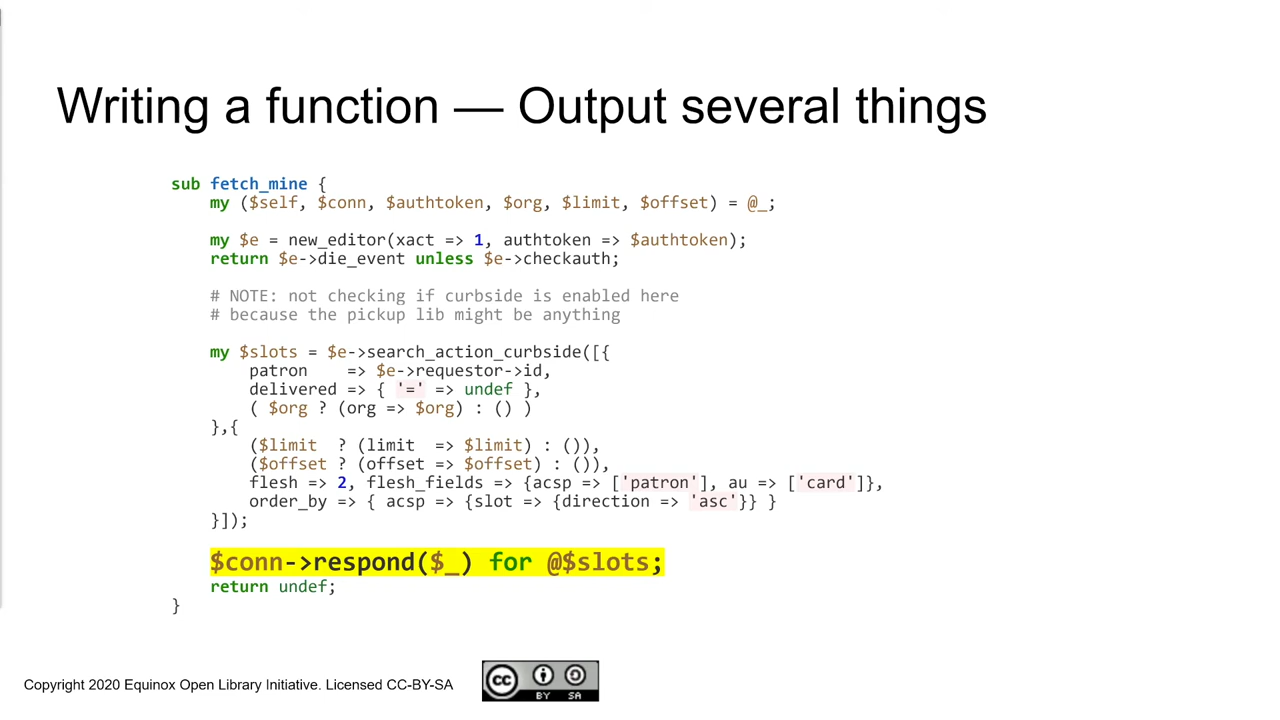 Writing a function — Output several things
sub fetch_mine {
    my ($self, $conn, $authtoken, $org, $limit, $offset) = @_;
    my $e = new_editor(xact => 1, authtoken => $authtoken);
    return $e->die_event unless $e->checkauth;
    # NOTE: not checking if curbside is enabled here
    # because the pickup lib might be anything
    my $slots = $e->search_action_curbside([{
        patron    => $e->requestor->id,
        delivered => { '=' => undef },
        ( $org ? (org => $org) : () )
    },{
        ($limit  ? (limit  => $limit) : ()),
        ($offset ? (offset => $offset) : ()),
        flesh => 2, flesh_fields => {acsp => ['patron'], au => ['card']},
        order_by => { acsp => {slot => {direction => 'asc'}} }
    }]);
    $conn->respond($_) for @$slots;
    return undef;
}
Copyright 2020 Equinox Open Library Initiative. Licensed CC-BY-SA
cc BY SA